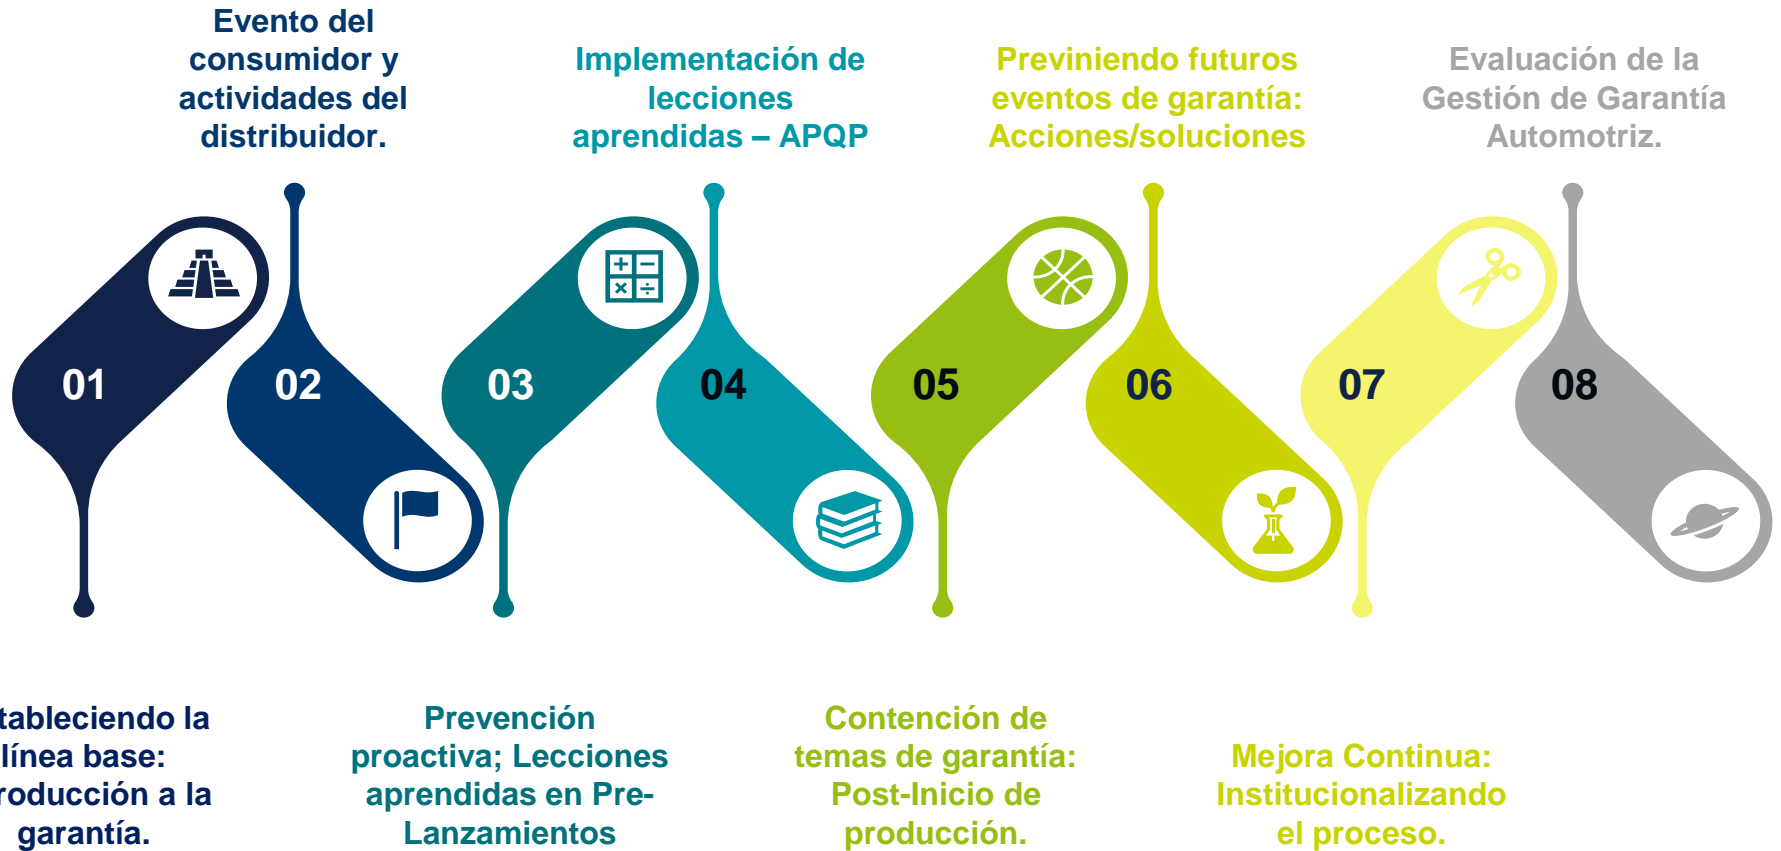 Evento del
consumidor y
actividades del
distribuidor.
Implementación de
lecciones
aprendidas – APQP
Previniendo futuros
eventos de garantía:
Acciones/soluciones
Evaluación de la
Gestión de Garantía
Automotriz.
01
02
03
04
05
06
07
08
tableciendo la
línea base:
roducción a la
garantía.
Prevención
proactiva; Lecciones
aprendidas en Pre-
Lanzamientos
Contención de
temas de garantía:
Post-Inicio de
producción.
Mejora Continua:
Institucionalizando
el proceso.